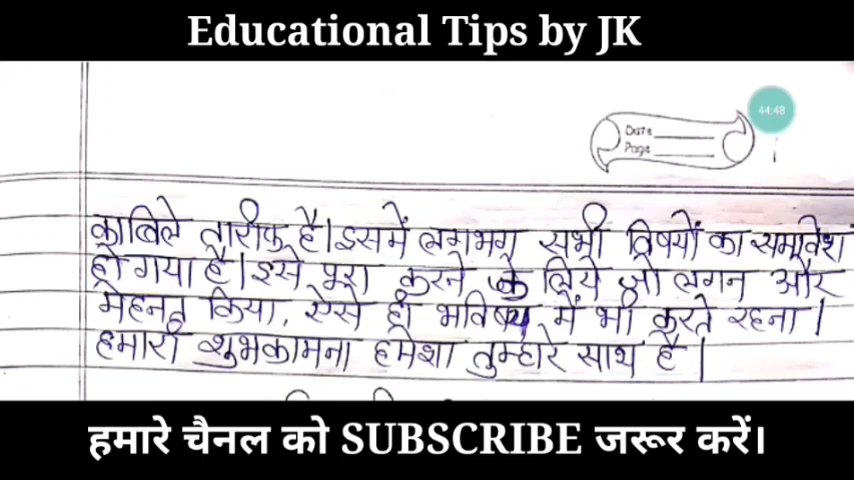 Educational Tips by JK
44:48
Date
Page
काबिले तारीफ है। इसमें लगभग सभी विषयों का समावेश
हो गया है। इसे पूरा करने के लिये जो लगन और
मेहनत किया, ऐसे ही भविष्य में भी करते रहना।
हमारी शुभकामना हमेशा तुम्हारे साथ है।
हमारे चैनल को SUBSCRIBE जरूर करें।